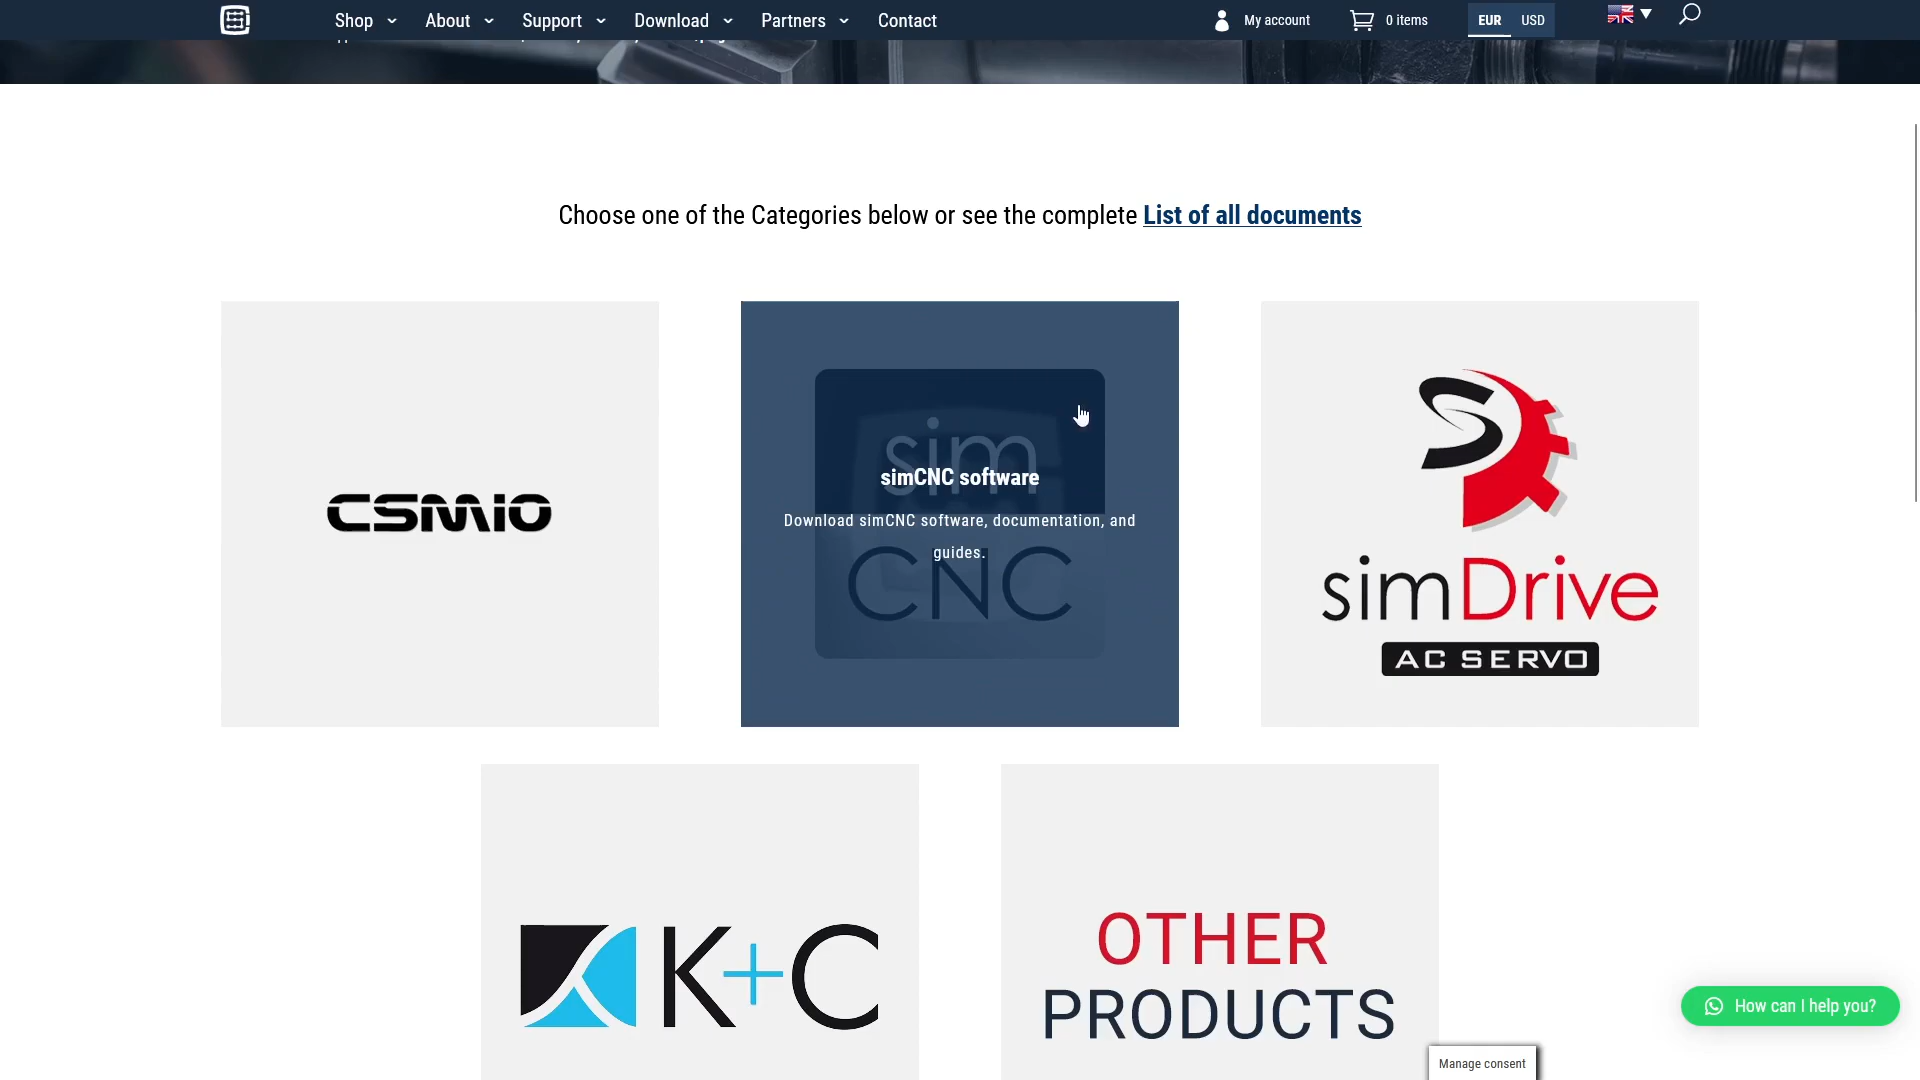 Shop About Support Download Partners Contact My account 0 items EUR USD
Choose one of the Categories below or see the complete List of all documents
CSMIO
sim
CNC
simCNC software
Download simCNC software, documentation, and
guides.
simDrive
AC SERVO
K+C
OTHER
PRODUCTS
How can I help you?
Manage consent